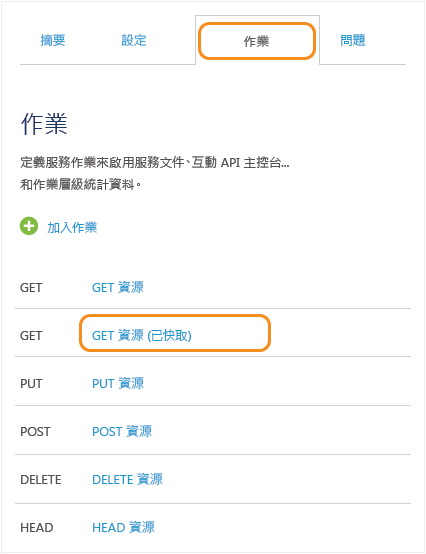 摘要 設定 作業 問題
作業
定義服務作業來啟用服務文件、互動 API 主控台...
和作業層級統計資料。
加入作業
GET GET 資源
GET GET 資源 (已快取)
PUT PUT 資源
POST POST 資源
DELETE DELETE 資源
HEAD HEAD 資源